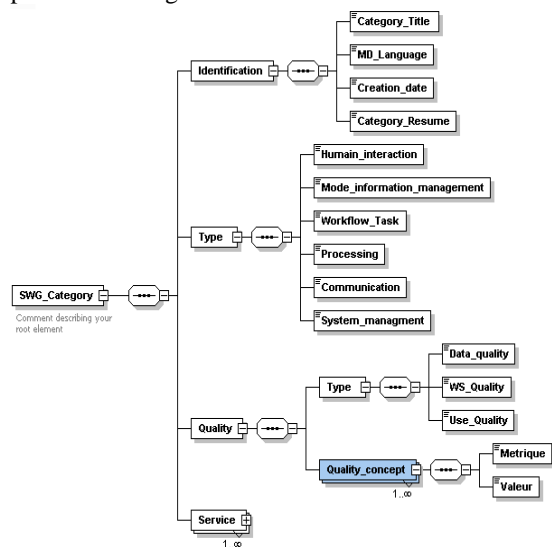 Identification
Category_Title
MD_Language
Creation_date
Category_Resume
Type
Humain_interaction
Mode_information_management
Workflow_Task
Processing
Communication
System_managment
SWG_Category
Comment describing your
root element
Quality
Type
Data_quality
WS_Quality
Use_Quality
Quality_concept
1..∞
Metrique
Valeur
Service
1..∞